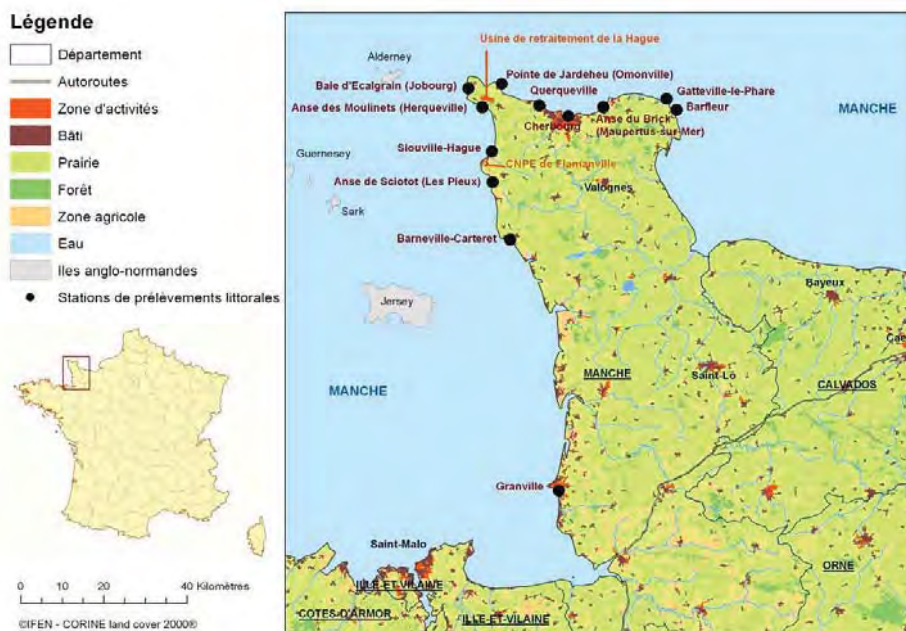 Légende
Département
Autoroutes
Zone d'activités
Bâti
Prairie
Forêt
Zone agricole
Eau
Iles anglo-normandes
Stations de prélèvements littorales
0 10 20 40 Kilomètres
©IFEN - CORINE land cover 2000®
Usine de retraitement de la Hague
Alderney
Pointe de Jardeheu (Omonville)
Baie d'Ecalgrain (Jobourg)
Querqueville
Gatteville-le-Phare
Anse des Moulinets (Herqueville)
Barfleur
MANCHE
Cherbourg
Anse du Brick
(Maupertus-sur-Mer)
Siouville-Hague
Guernesey
CNPE de Flamanville
Anse de Sciotot (Les Pieux)
Valognes
Sark
Barneville-Carteret
Bayeux
Jersey
Cae
MANCHE
Saint-Lô
CALVADOS
MANCHE
Granville
Saint-Malo
ORNE
ILLE-ET-VILAINE
COTES-D'ARMOR
ILLE-ET-VILAINE